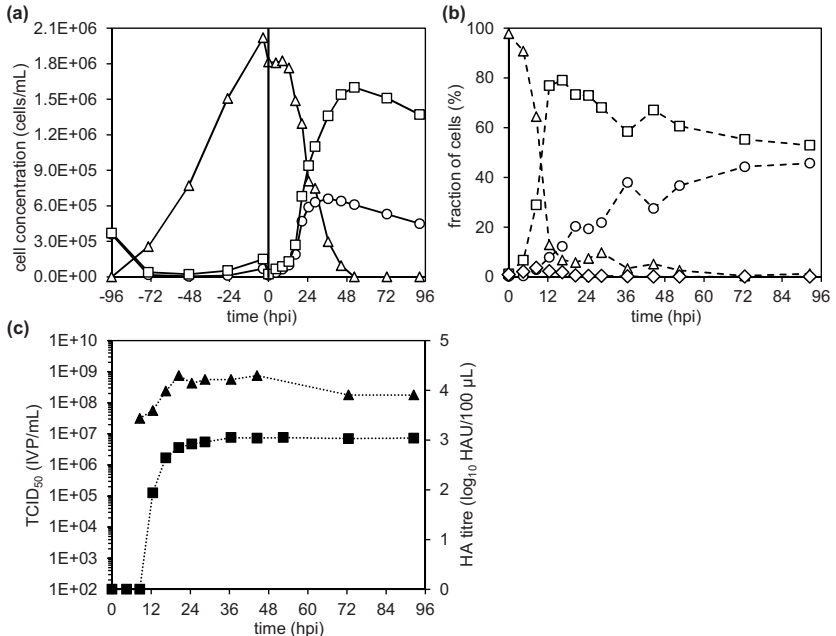 (a)
2.1E+06
1.8E+06
1.5E+06
1.2E+06
9.0E+05
6.0E+05
3.0E+05
0.0E+00
cell concentration (cells/mL)
-96 -72 -48 -24 0 24 48 72 96
time (hpi)
(b)
100
80
60
40
20
0
fraction of cells (%)
0 12 24 36 48 60 72 84 96
time (hpi)
(c)
1E+10
1E+09
1E+08
1E+07
1E+06
1E+05
1E+04
1E+03
1E+02
TCID50 (IVP/mL)
5
4
3
2
1
0
HA titre (log10 HAU/100 µL)
0 12 24 36 48 60 72 84 96
time (hpi)